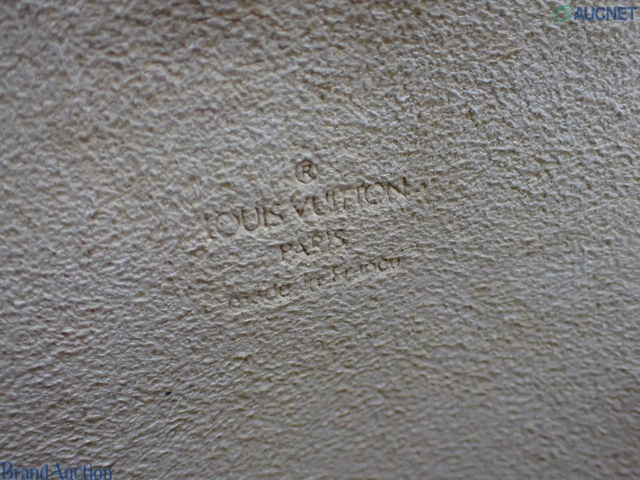 AUCNET
®
LOUIS VUITTON
PARIS
made in France
Brand Auction